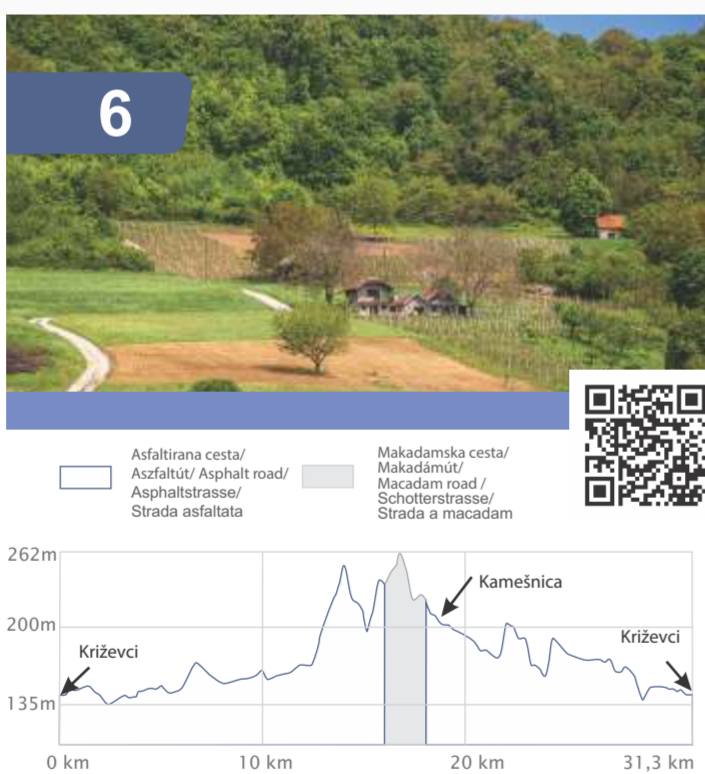 6
Asfaltirana cesta/
Aszfaltút/ Asphalt road/
Asphaltstrasse/
Strada asfaltata
Makadamska cesta/
Makadámút/
Macadam road /
Schotterstrasse/
Strada a macadam
262m
200m
135m
Križevci
Kamešnica
Križevci
0 km
10 km
20 km
31,3 km